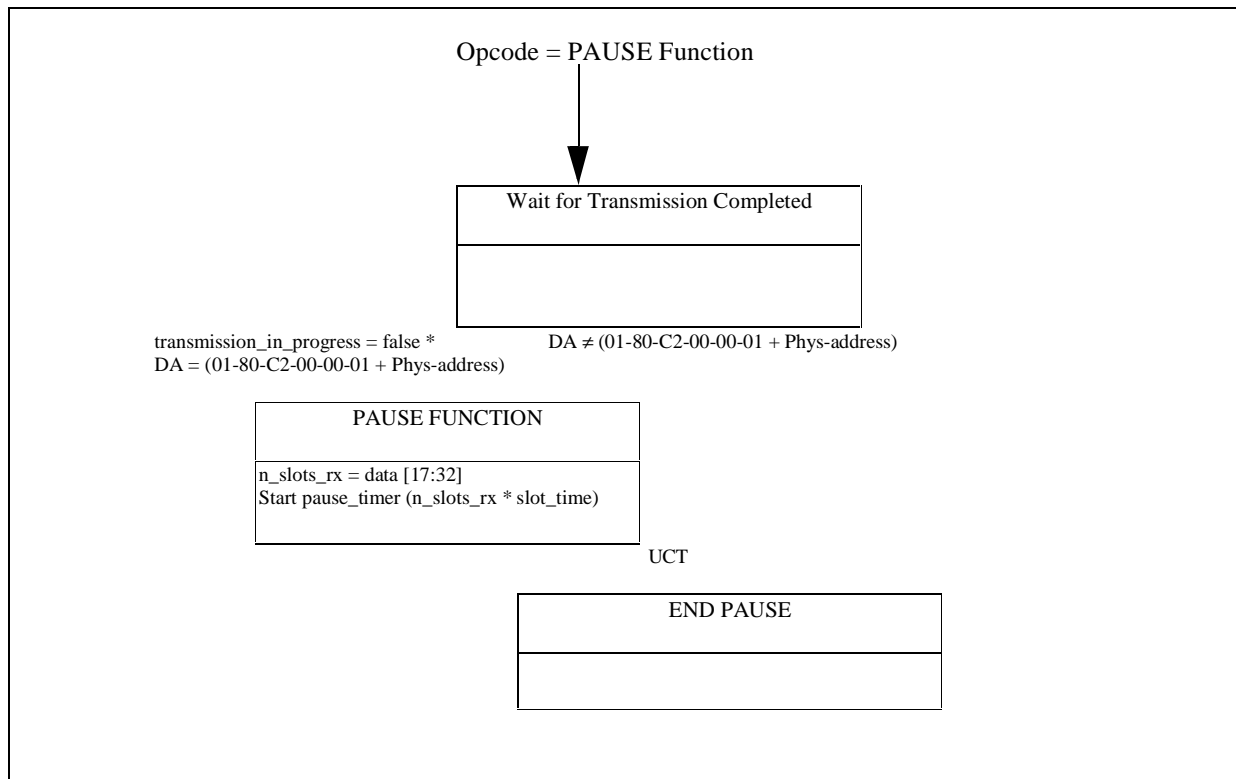 Opcode = PAUSE Function
Wait for Transmission Completed
transmission_in_progress = false *
DA = (01-80-C2-00-00-01 + Phys-address)
DA ≠ (01-80-C2-00-00-01 + Phys-address)
PAUSE FUNCTION
n_slots_rx = data [17:32]
Start pause_timer (n_slots_rx * slot_time)
UCT
END PAUSE